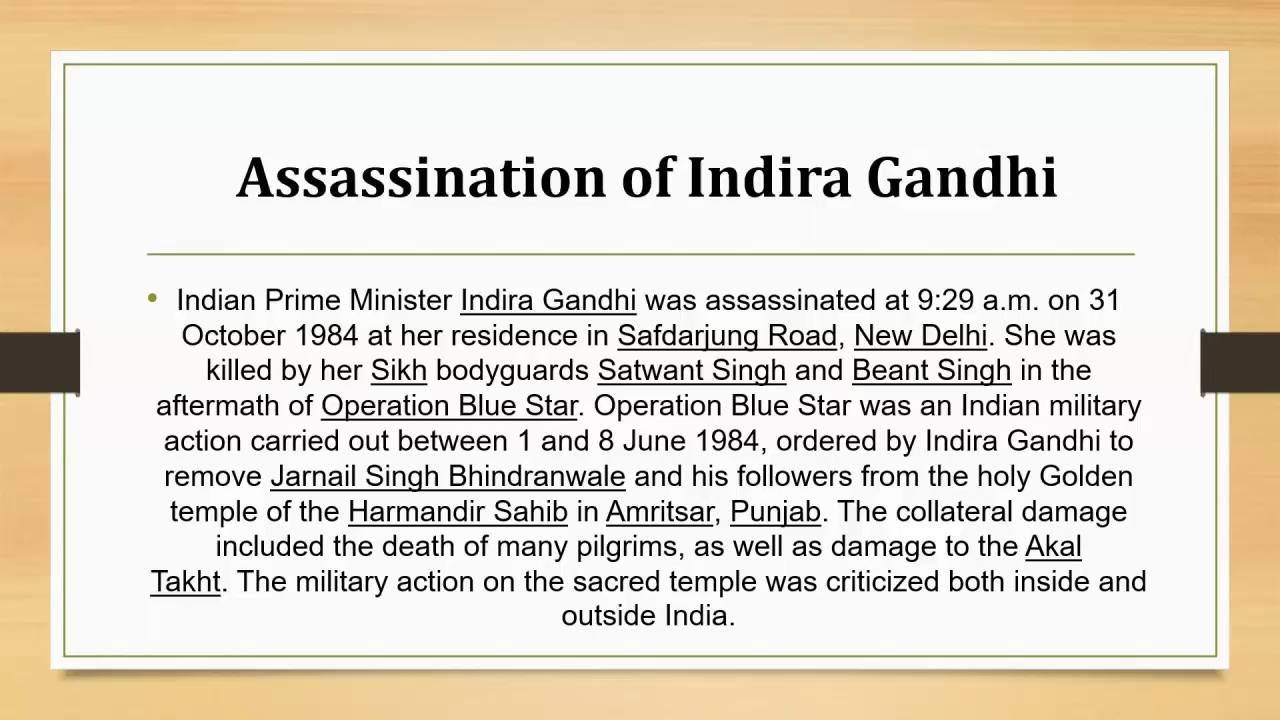 Assassination of Indira Gandhi
• Indian Prime Minister Indira Gandhi was assassinated at 9:29 a.m. on 31
October 1984 at her residence in Safdarjung Road, New Delhi. She was
killed by her Sikh bodyguards Satwant Singh and Beant Singh in the
aftermath of Operation Blue Star. Operation Blue Star was an Indian military
action carried out between 1 and 8 June 1984, ordered by Indira Gandhi to
remove Jarnail Singh Bhindranwale and his followers from the holy Golden
temple of the Harmandir Sahib in Amritsar, Punjab. The collateral damage
included the death of many pilgrims, as well as damage to the Akal
Takht. The military action on the sacred temple was criticized both inside and
outside India.